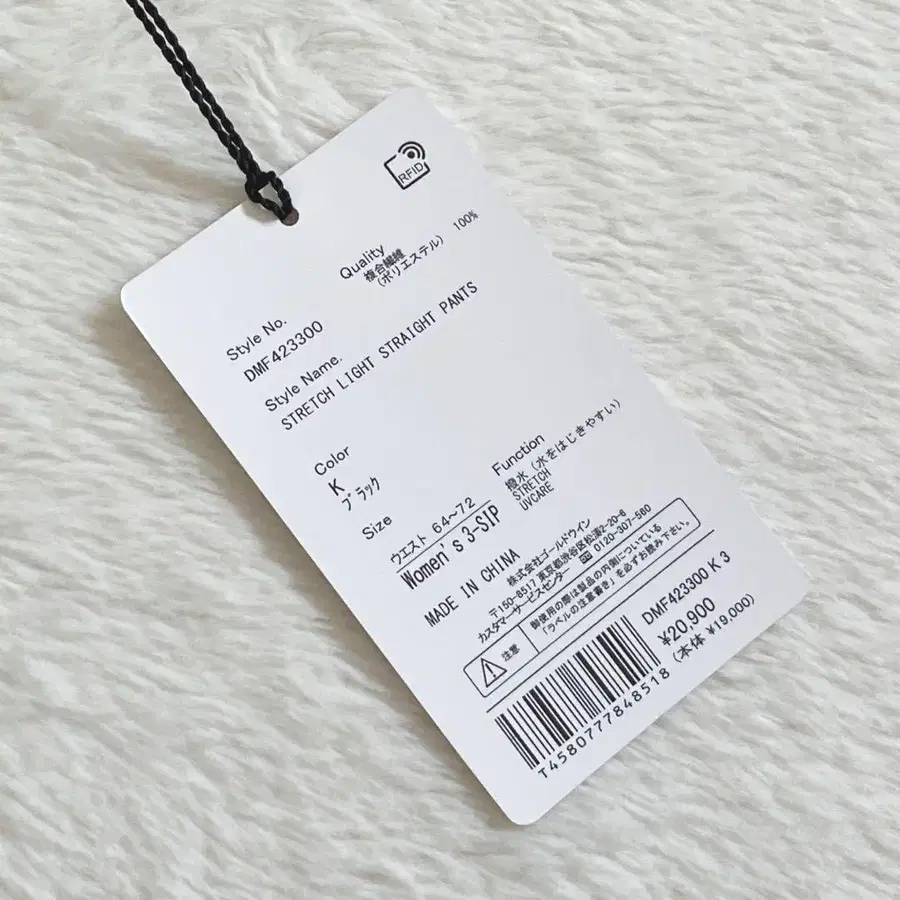 RFID
Quality
複合繊維
(ポリエステル) 100%
Style No.
DMF423300
Style Name.
STRETCH LIGHT STRAIGHT PANTS
Color
K
ブラック
Size
ウエスト 64~72
Women's 3-SIP
Function
撥水 (水をはじきやすい)
STRETCH
UVCARE
MADE IN CHINA
株式会社ゴールドウイン
〒150-8517 東京都渋谷区松濤2-20-6
カスタマーサービスセンター 0120-307-560
注意
御使用の際は製品の内側についている
「ラベルの注意書き」を必ずお読み下さい。
DMF423300 K 3
¥20,900
(本体 ¥19,000)
T4580777848518